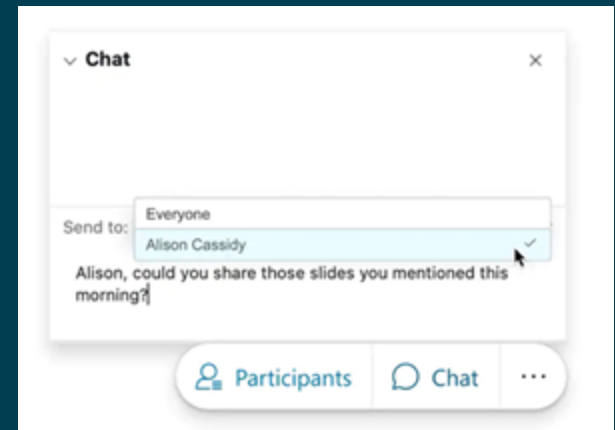 Chat
Everyone
Send to:
Alison Cassidy
Alison, could you share those slides you mentioned this
morning?
Participants
Chat